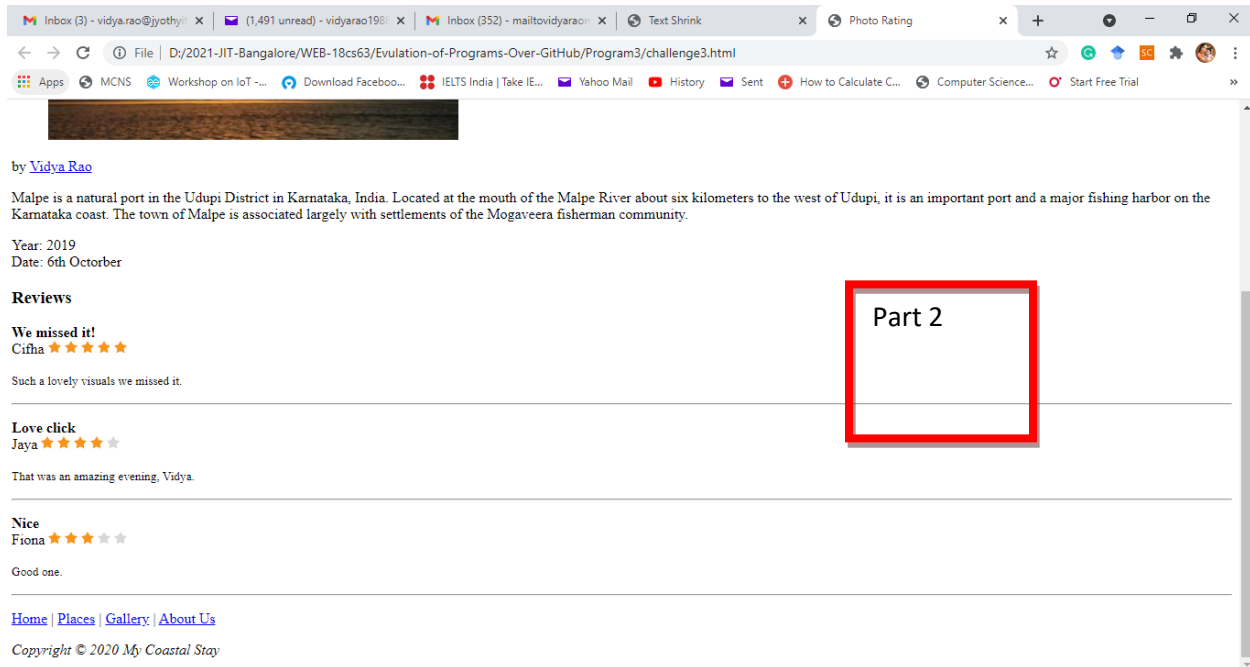 Inbox (3) - vidya.rao@jyothyit
(1,491 unread) - vidyarao198
Inbox (352) - mailtovidyaraon
Text Shrink
Photo Rating
File | D:/2021-JIT-Bangalore/WEB-18cs63/Evulation-of-Programs-Over-GitHub/Program3/challenge3.html
SC
Apps
MCNS
Workshop on IoT -...
Download Faceboo...
IELTS India | Take IE...
Yahoo Mail
History
Sent
How to Calculate C...
Computer Science...
Start Free Trial
by Vidya Rao
Malpe is a natural port in the Udupi District in Karnataka, India. Located at the mouth of the Malpe River about six kilometers to the west of Udupi, it is an important port and a major fishing harbor on the
Karnataka coast. The town of Malpe is associated largely with settlements of the Mogaveera fisherman community.
Year: 2019
Date: 6th Octorber
Reviews
Part 2
We missed it!
Cifha
Such a lovely visuals we missed it.
Love click
Jaya
That was an amazing evening, Vidya.
Nice
Fiona
Good one.
Home | Places | Gallery | About Us
Copyright © 2020 My Coastal Stay